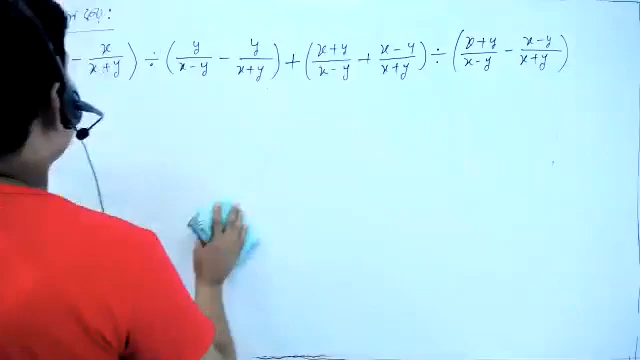 - x/(x+y)) ÷ (y/(x-y) - y/(x+y)) + ((x+y)/(x-y) + (x-y)/(x+y)) ÷ ((x+y)/(x-y) - (x-y)/(x+y))